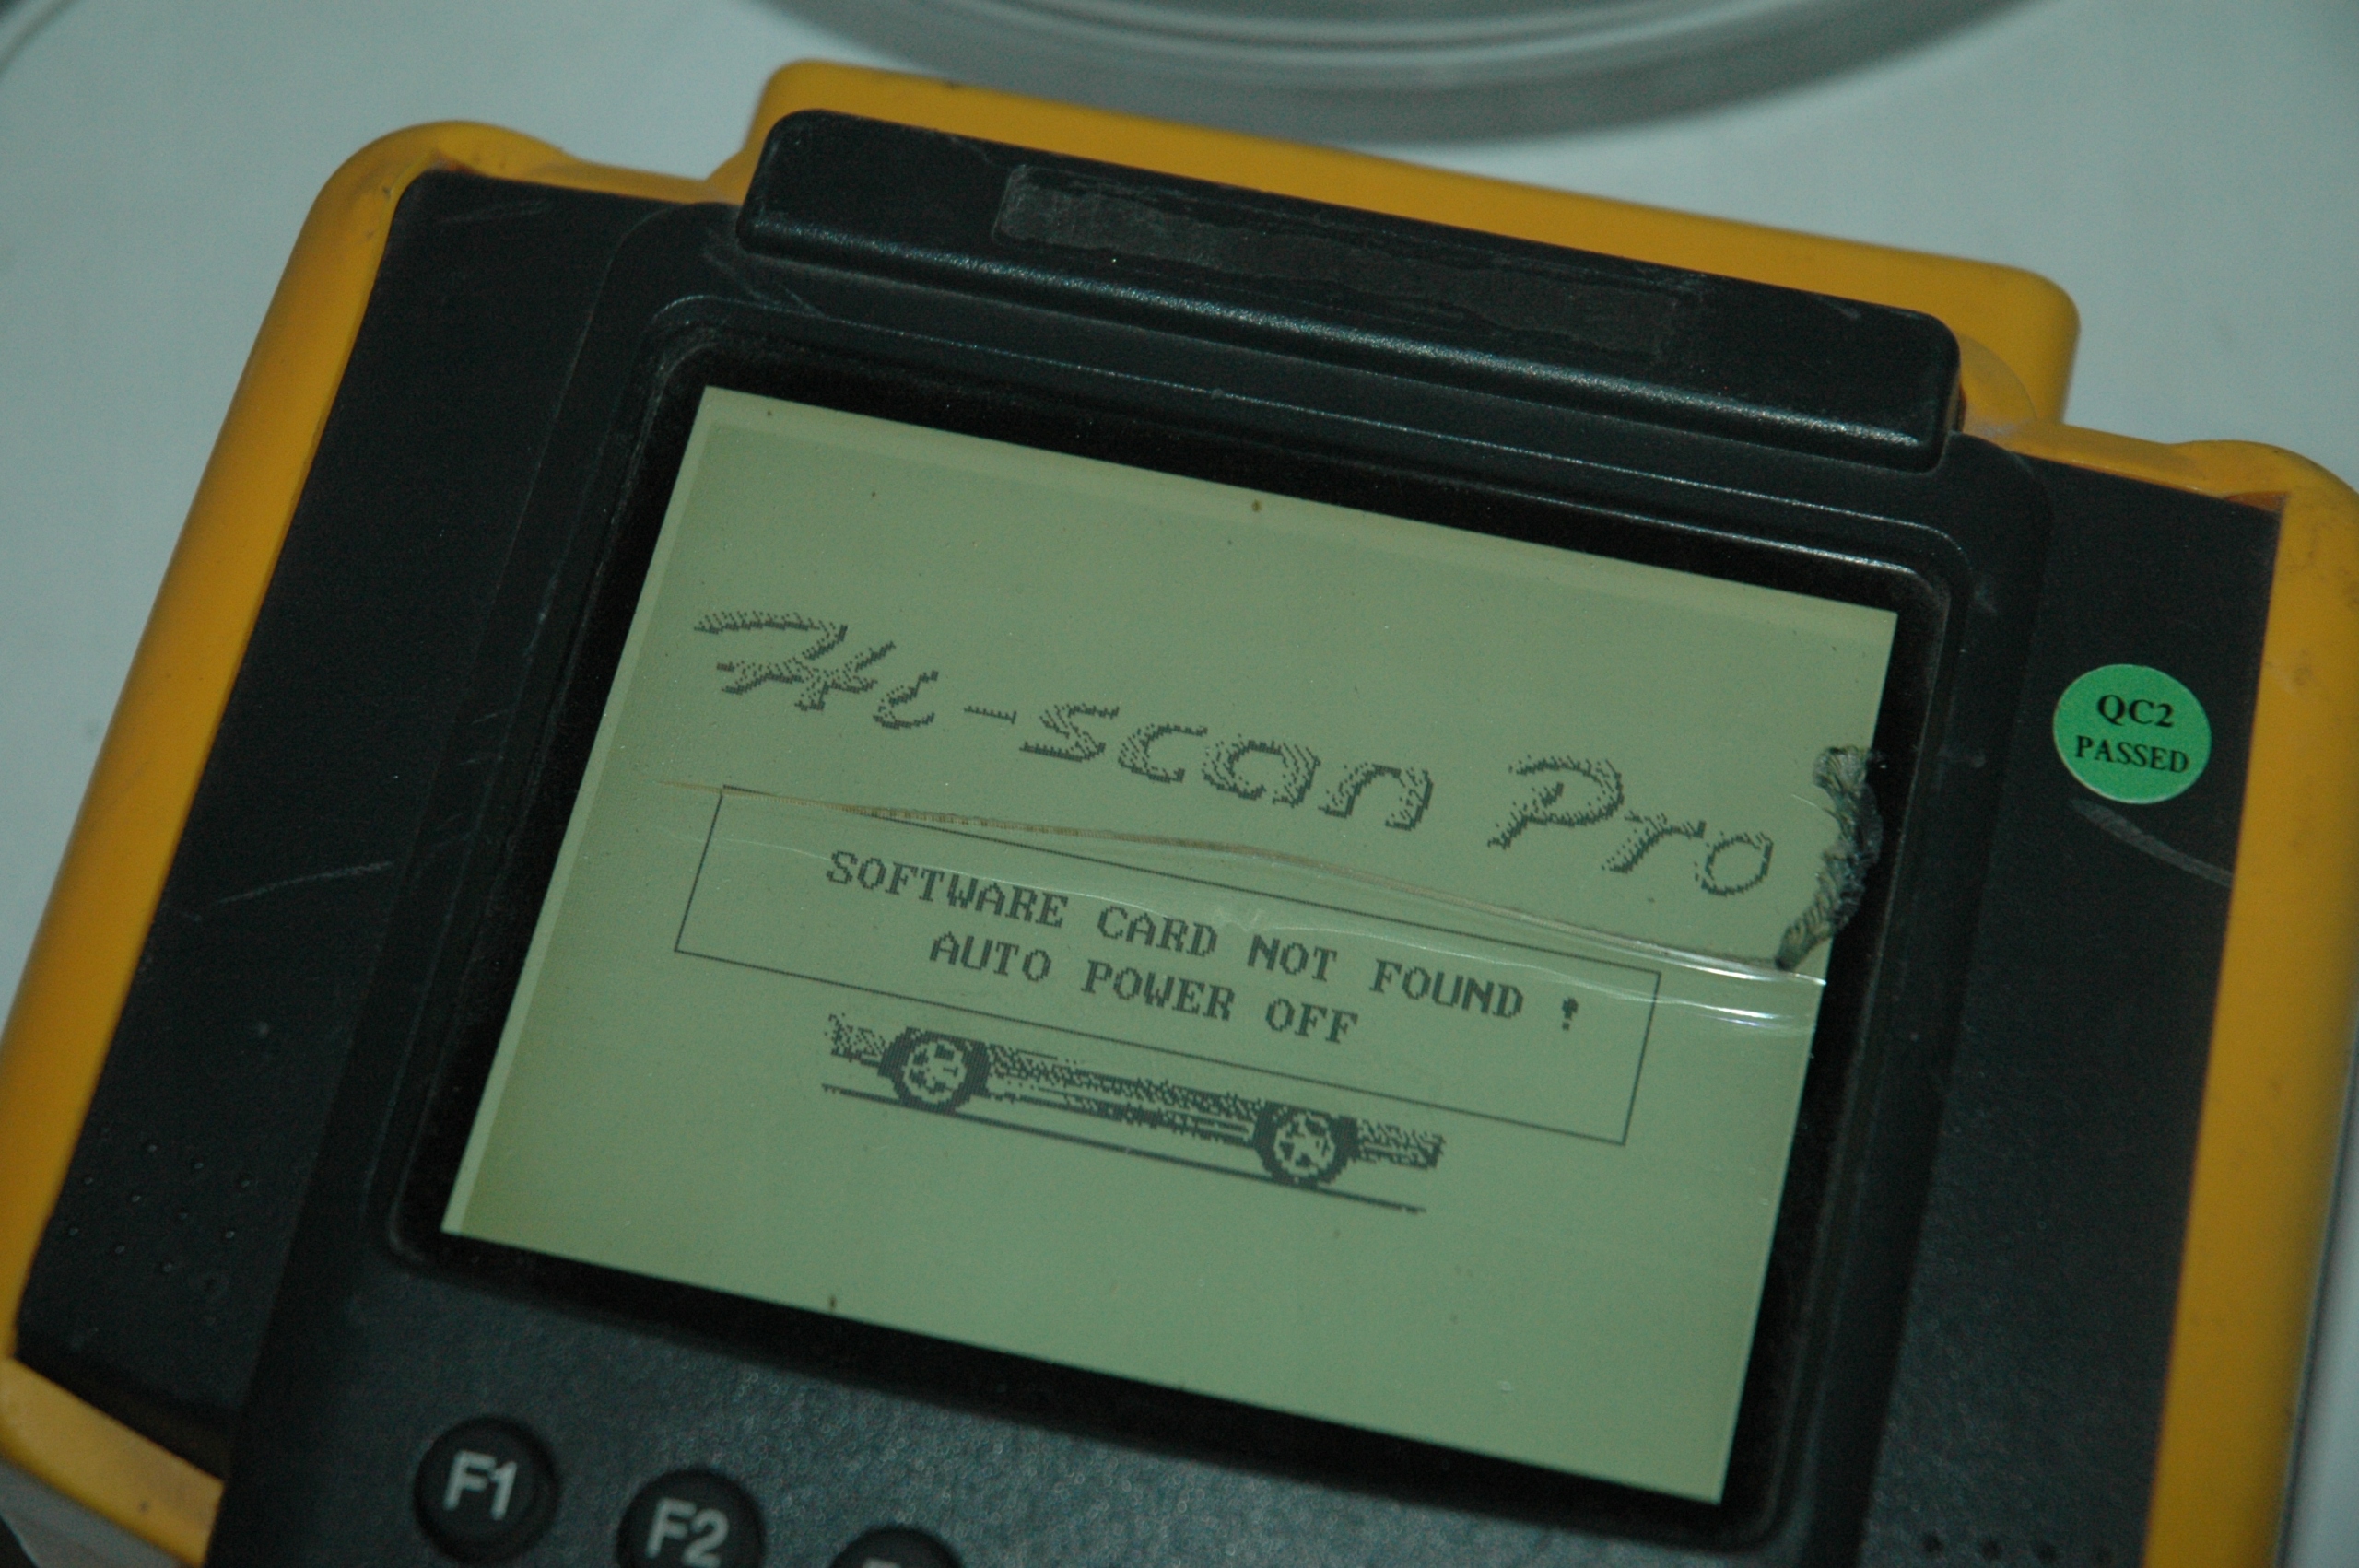 Hi-scan Pro
QC2
PASSED
SOFTWARE CARD NOT FOUND !
AUTO POWER OFF
F1
F2